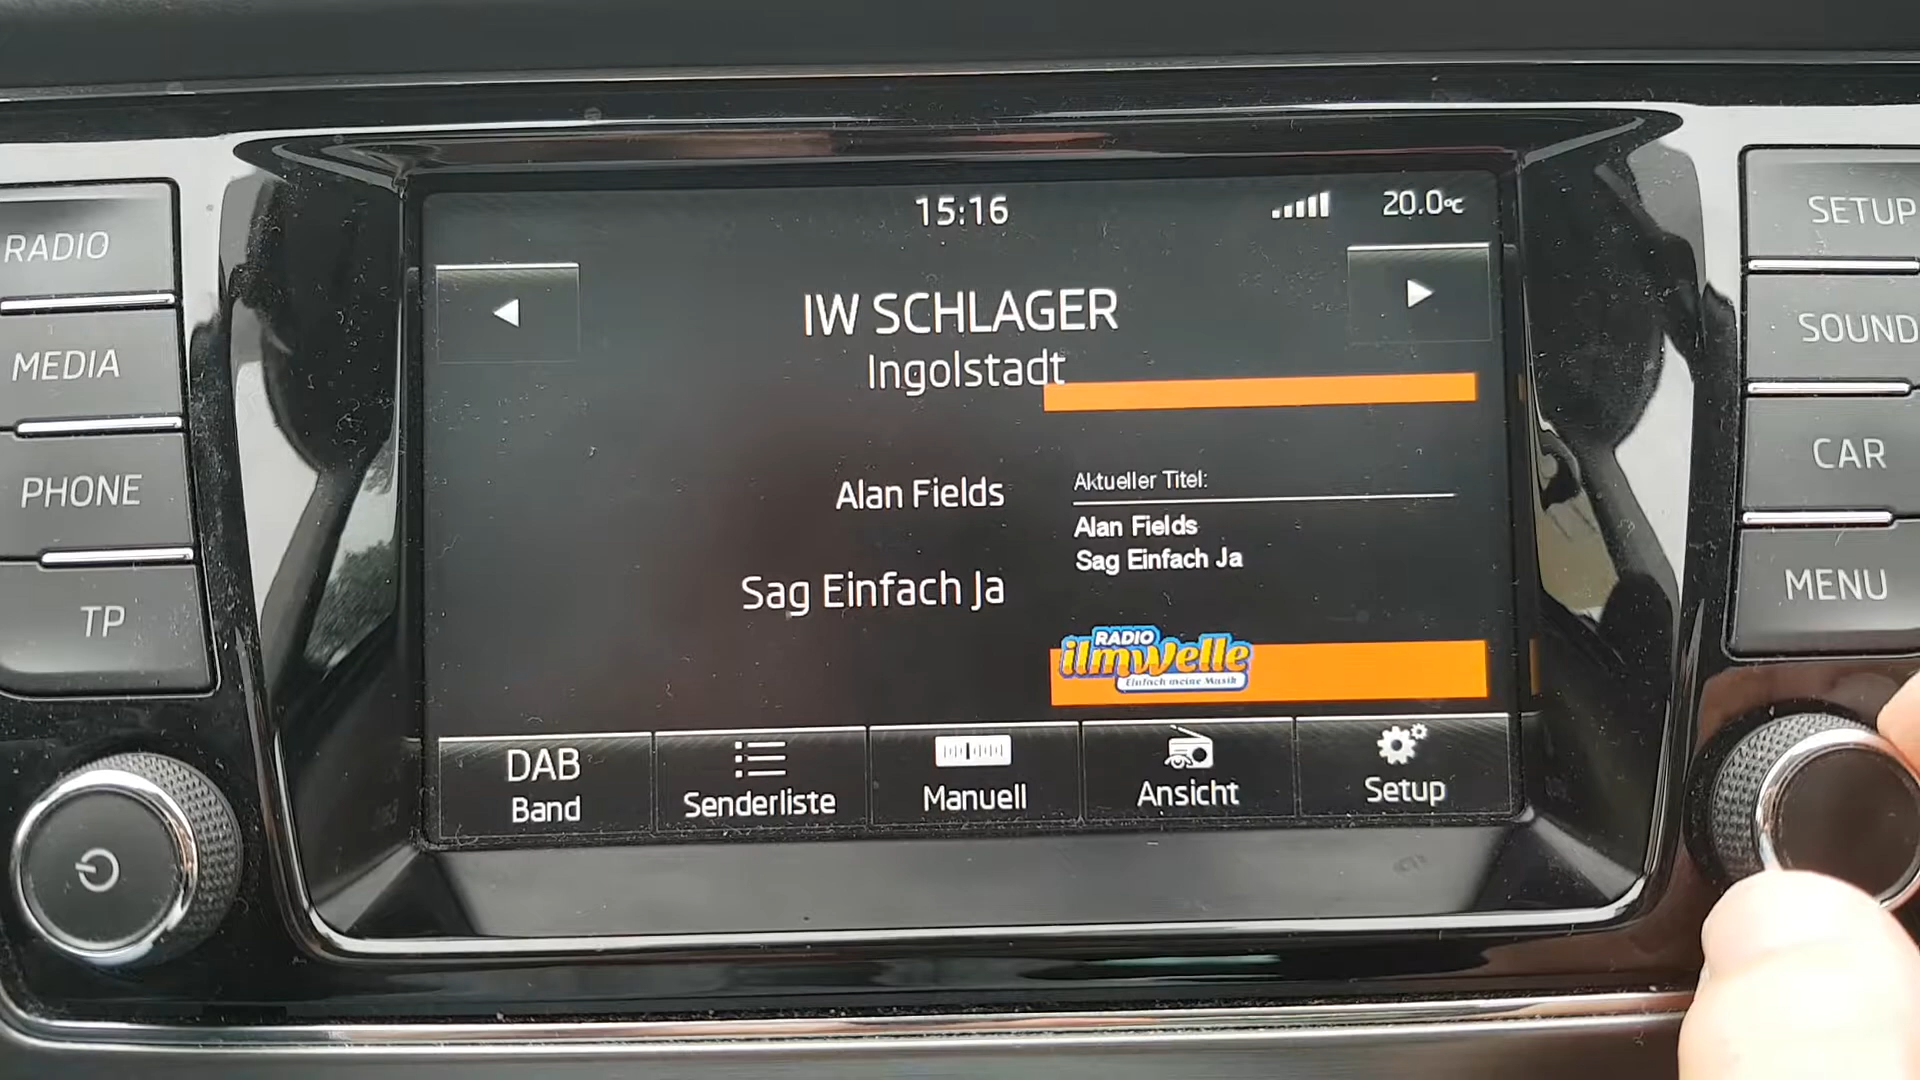 15:16
20.0°C
IW SCHLAGER
Ingolstadt
Alan Fields
Sag Einfach Ja
Aktueller Titel:
Alan Fields
Sag Einfach Ja
RADIO
ilmwelle
Einfach meine Musik
DAB
Band
Senderliste
Manuell
Ansicht
Setup
RADIO
MEDIA
PHONE
TP
SETUP
SOUND
CAR
MENU